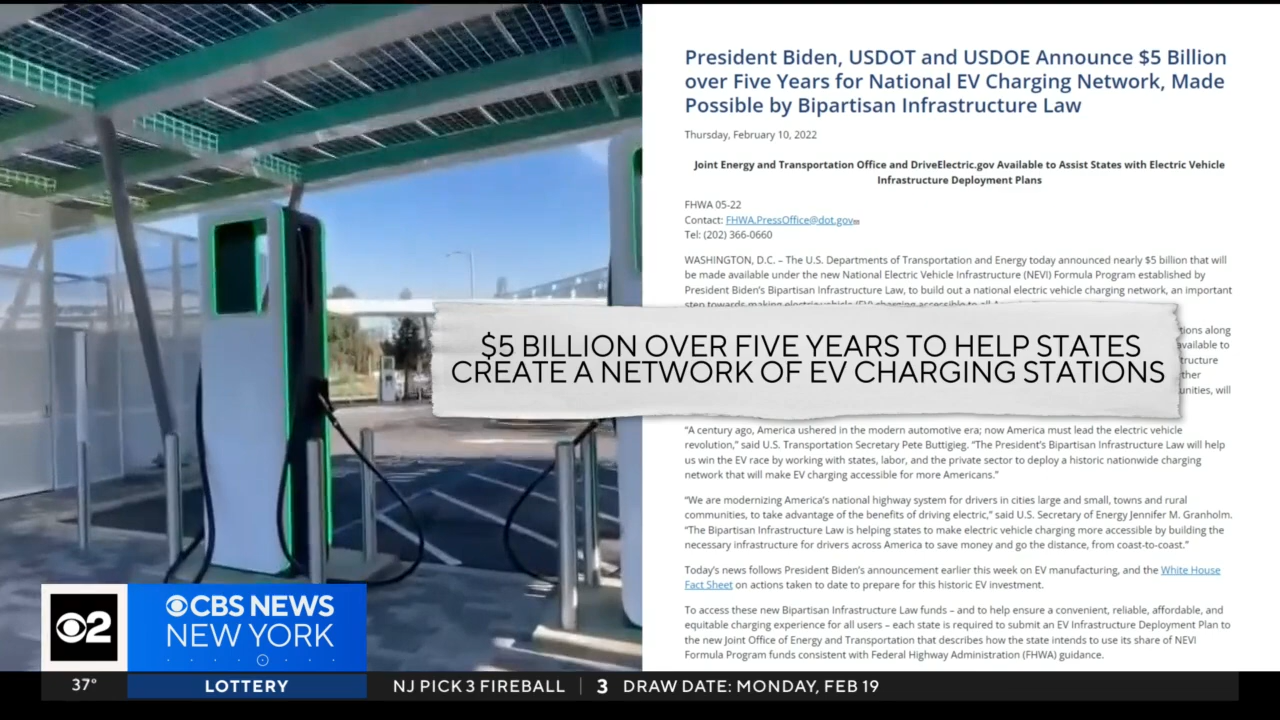 President Biden, USDOT and USDOE Announce $5 Billion
over Five Years for National EV Charging Network, Made
Possible by Bipartisan Infrastructure Law
Thursday, February 10, 2022
Joint Energy and Transportation Office and DriveElectric.gov Available to Assist States with Electric Vehicle
Infrastructure Deployment Plans
FHWA 05-22
Contact: FHWA.PressOffice@dot.gov
Tel: (202) 366-0660
WASHINGTON, D.C. – The U.S. Departments of Transportation and Energy today announced nearly $5 billion that will
be made available under the new National Electric Vehicle Infrastructure (NEVI) Formula Program established by
President Biden's Bipartisan Infrastructure Law, to build out a national electric vehicle charging network, an important
step towards making electric vehicle (EV) charging accessible to all
along
available to
$5 BILLION OVER FIVE YEARS TO HELP STATES
CREATE A NETWORK OF EV CHARGING STATIONS
will
"A century ago, America ushered in the modern automotive era; now America must lead the electric vehicle
revolution," said U.S. Transportation Secretary Pete Buttigieg. "The President's Bipartisan Infrastructure Law will help
us win the EV race by working with states, labor, and the private sector to deploy a historic nationwide charging
network that will make EV charging accessible for more Americans."
"We are modernizing America's national highway system for drivers in cities large and small, towns and rural
communities, to take advantage of the benefits of driving electric," said U.S. Secretary of Energy Jennifer M. Granholm.
"The Bipartisan Infrastructure Law is helping states to make electric vehicle charging more accessible by building the
necessary infrastructure for drivers across America to save money and go the distance, from coast-to-coast."
Today's news follows President Biden's announcement earlier this week on EV manufacturing, and the White House
Fact Sheet on actions taken to date to prepare for this historic EV investment.
To access these new Bipartisan Infrastructure Law funds – and to help ensure a convenient, reliable, affordable, and
equitable charging experience for all users – each state is required to submit an EV Infrastructure Deployment Plan to
the new Joint Office of Energy and Transportation that describes how the state intends to use its share of NEVI
Formula Program funds consistent with Federal Highway Administration (FHWA) guidance.
2
CBS NEWS
NEW YORK
37° LOTTERY NJ PICK 3 FIREBALL | 3 DRAW DATE: MONDAY, FEB 19